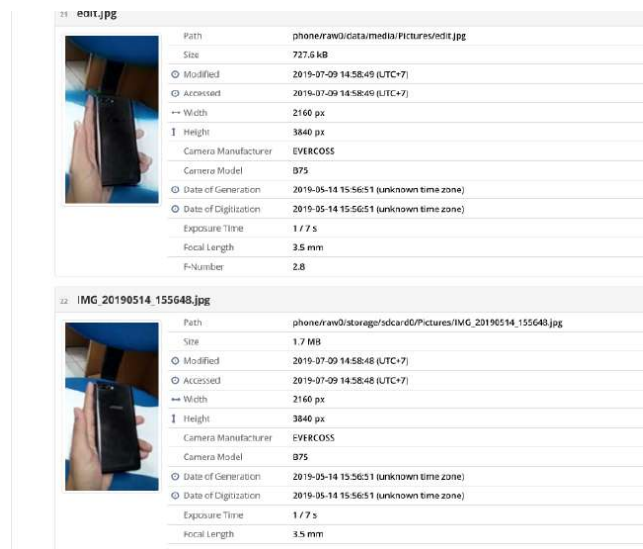 21 edit.jpg
Path phone/raw0/data/media/Pictures/edit.jpg
Size 727.6 kB
Modified 2019-07-09 14:58:49 (UTC+7)
Accessed 2019-07-09 14:58:49 (UTC+7)
Width 2160 px
Height 3840 px
Camera Manufacturer EVERCOSS
Camera Model B75
Date of Generation 2019-05-14 15:56:51 (unknown time zone)
Date of Digitization 2019-05-14 15:56:51 (unknown time zone)
Exposure Time 1 / 7 s
Focal Length 3.5 mm
F-Number 2.8
22 IMG_20190514_155648.jpg
Path phone/raw0/storage/sdcard0/Pictures/IMG_20190514_155648.jpg
Size 1.7 MB
Modified 2019-07-09 14:58:48 (UTC+7)
Accessed 2019-07-09 14:58:48 (UTC+7)
Width 2160 px
Height 3840 px
Camera Manufacturer EVERCOSS
Camera Model B75
Date of Generation 2019-05-14 15:56:51 (unknown time zone)
Date of Digitization 2019-05-14 15:56:51 (unknown time zone)
Exposure Time 1 / 7 s
Focal Length 3.5 mm